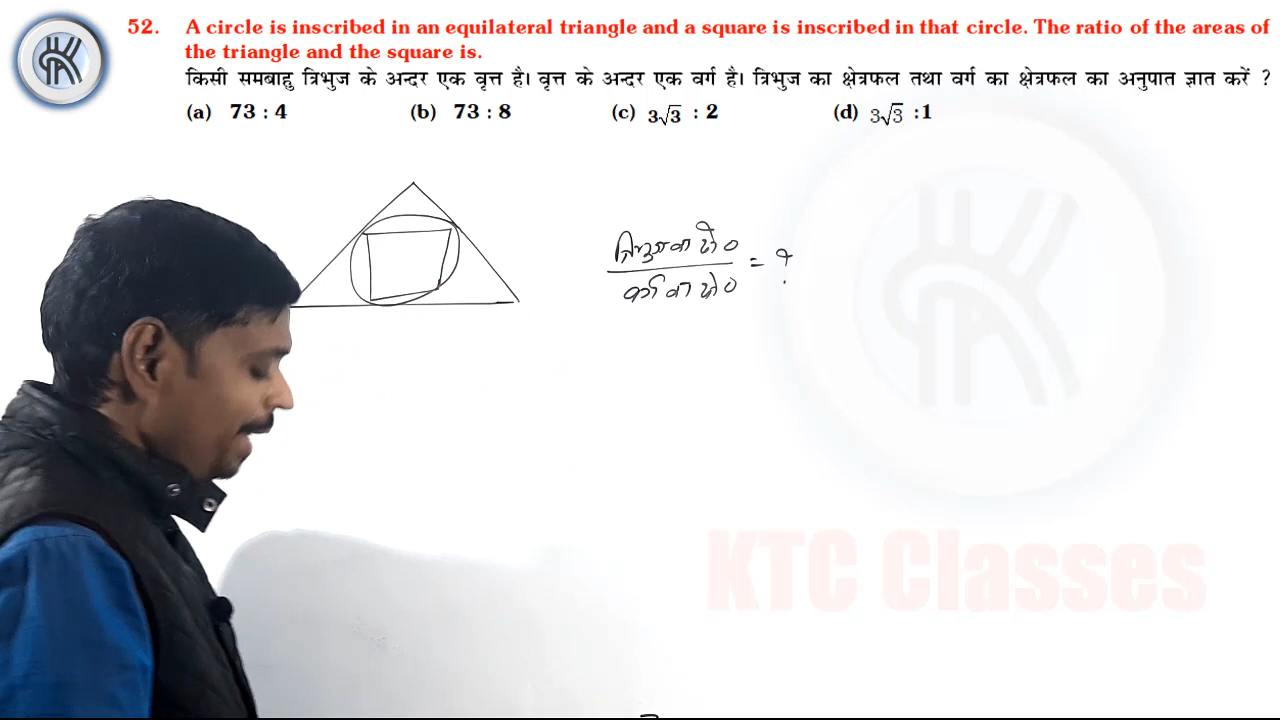 52. A circle is inscribed in an equilateral triangle and a square is inscribed in that circle. The ratio of the areas of
the triangle and the square is.
किसी समबाहु त्रिभुज के अन्दर एक वृत्त है। वृत्त के अन्दर एक वर्ग है। त्रिभुज का क्षेत्रफल तथा वर्ग का क्षेत्रफल का अनुपात ज्ञात करें ?
(a) 73 : 4 (b) 73 : 8 (c) 3√3 : 2 (d) 3√3 :1
त्रिभुज का क्षे०
वर्ग का क्षे०
= ?
KTC Classes